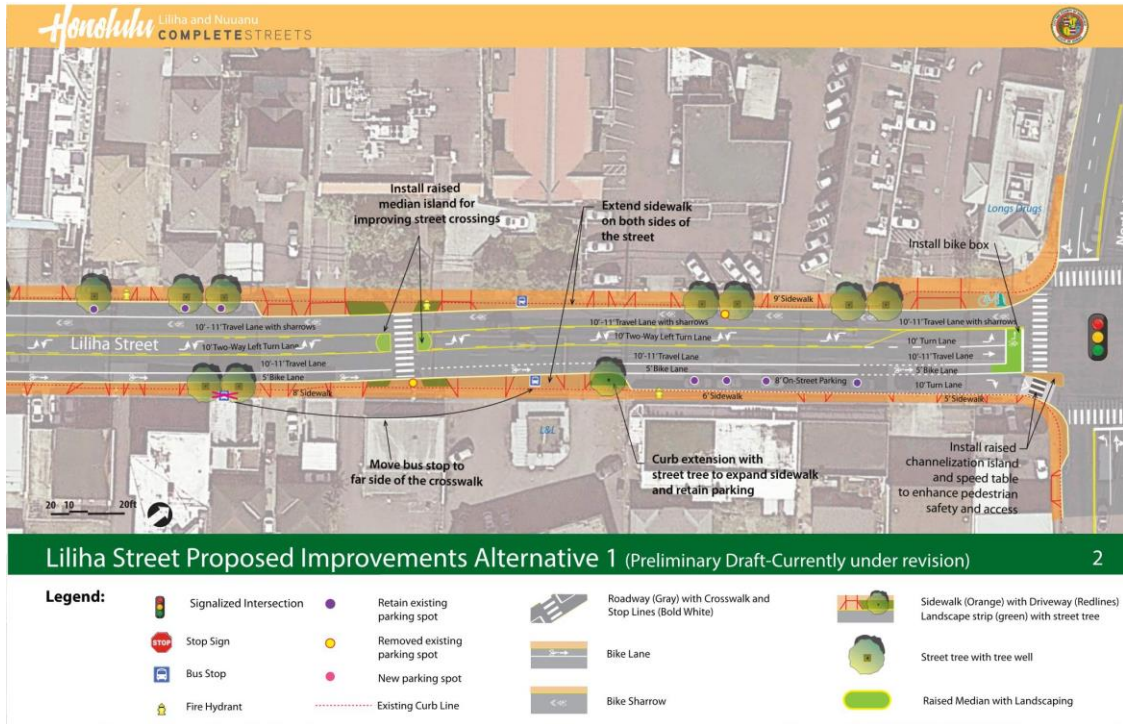 Honolulu
Liliha and Nuuanu
COMPLETESTREETS
Install raised
median island for
improving street crossings
Extend sidewalk
on both sides of
the street
Longs Drugs
Install bike box
9' Sidewalk
10' - 11' Travel Lane with sharrows
10'-11' Travel Lane with sharrows
10'-11' Travel Lane with sharrows
Liliha Street
10' Two-Way Left Turn Lane
10' Two-Way Left Turn Lane
10' Turn Lane
10'-11' Travel Lane
10'-11' Travel Lane
10'-11' Travel Lane
5' Bike Lane
5' Bike Lane
5' Bike Lane
8' On-Street Parking
10' Turn Lane
8' Sidewalk
6' Sidewalk
5' Sidewalk
L&L
Move bus stop to
far side of the crosswalk
Curb extension with
street tree to expand sidewalk
and retain parking
Install raised
channelization island
and speed table
to enhance pedestrian
safety and access
20 10 20ft
Liliha Street Proposed Improvements Alternative 1 (Preliminary Draft-Currently under revision) 2
Legend:
Signalized Intersection
STOP
Stop Sign
Bus Stop
Fire Hydrant
Retain existing
parking spot
Removed existing
parking spot
New parking spot
Existing Curb Line
Roadway (Gray) with Crosswalk and
Stop Lines (Bold White)
Bike Lane
Bike Sharrow
Sidewalk (Orange) with Driveway (Redlines)
Landscape strip (green) with street tree
Street tree with tree well
Raised Median with Landscaping